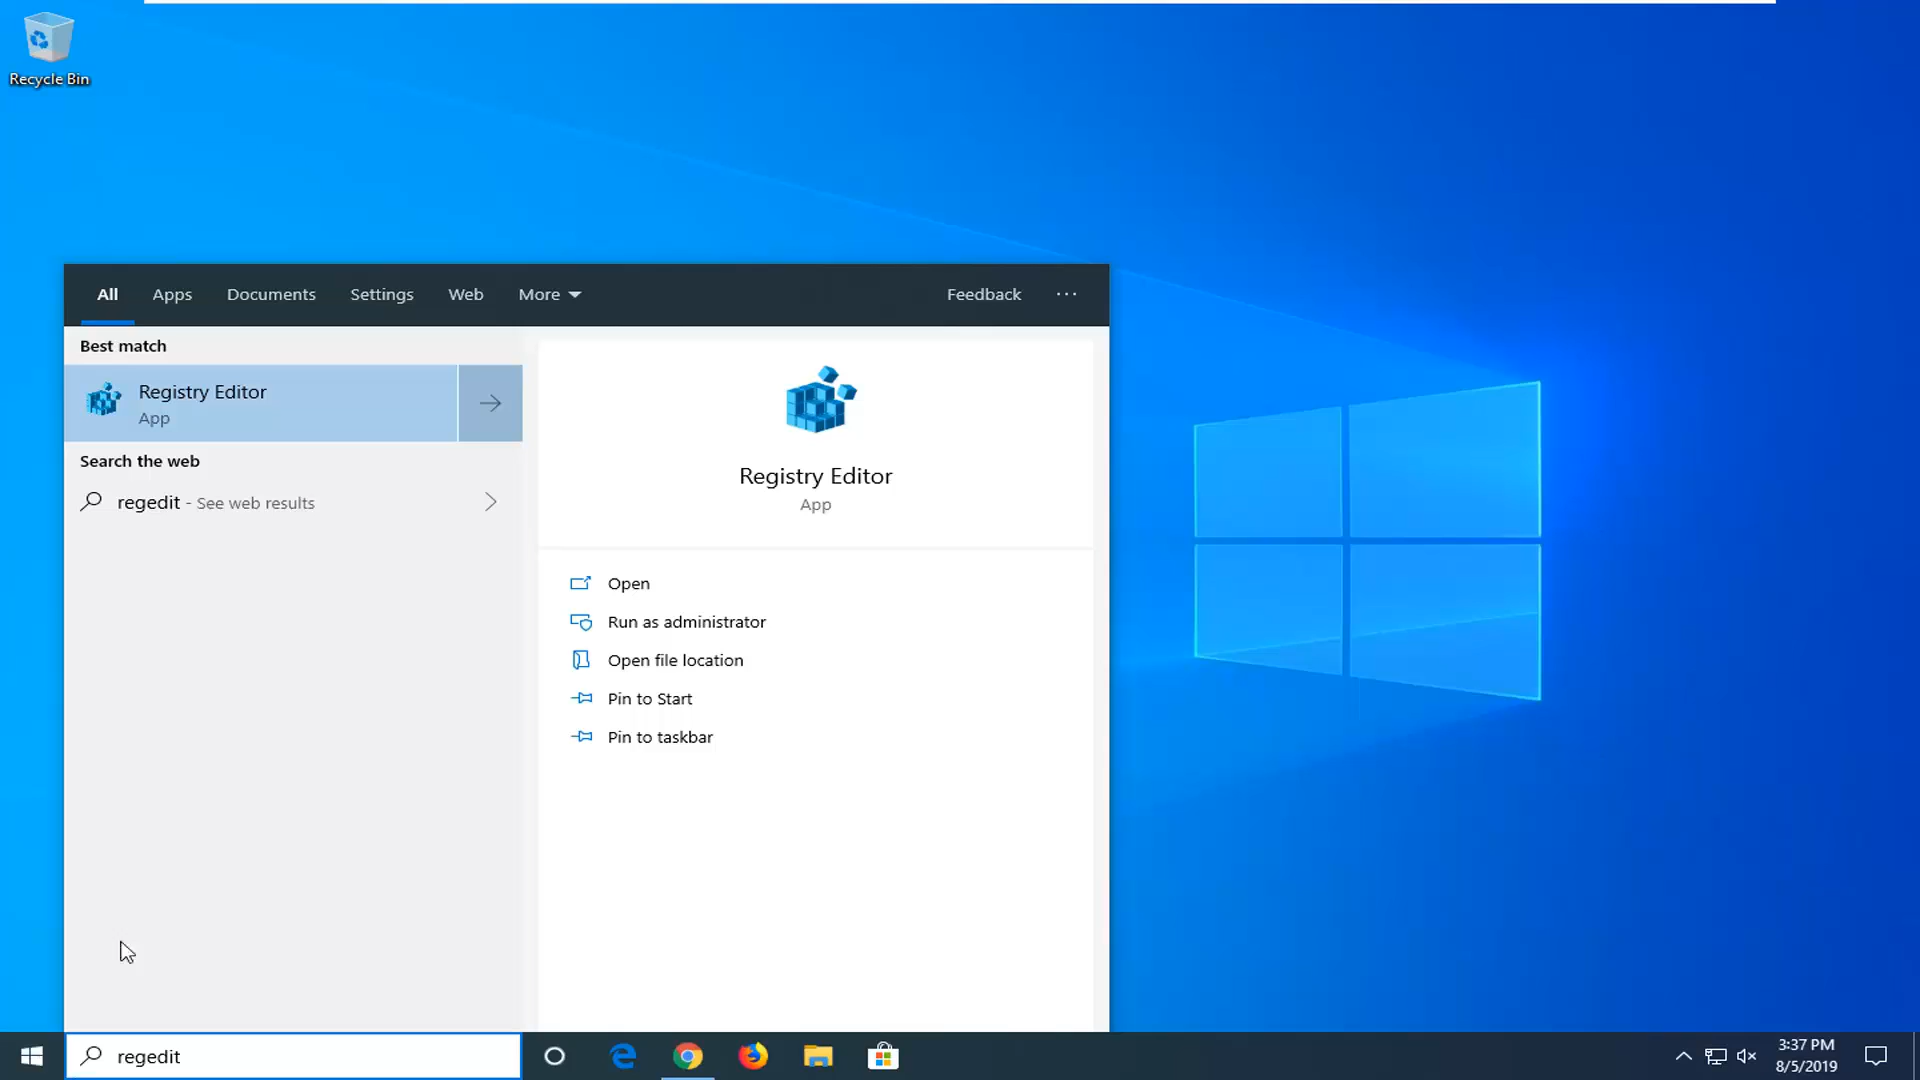 Recycle Bin
All Apps Documents Settings Web More Feedback ...
Best match
Registry Editor
App
Search the web
regedit - See web results
Registry Editor
App
Open
Run as administrator
Open file location
Pin to Start
Pin to taskbar
regedit
3:37 PM
8/5/2019